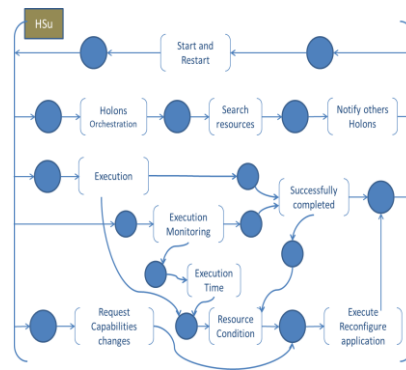 HSu
Start and
Restart
Holons
Orchestration
Search
resources
Notify others
Holons
Execution
Successfully
completed
Execution
Monitoring
Execution
Time
Request
Capabilities
changes
Resource
Condition
Execute
Reconfigure
application